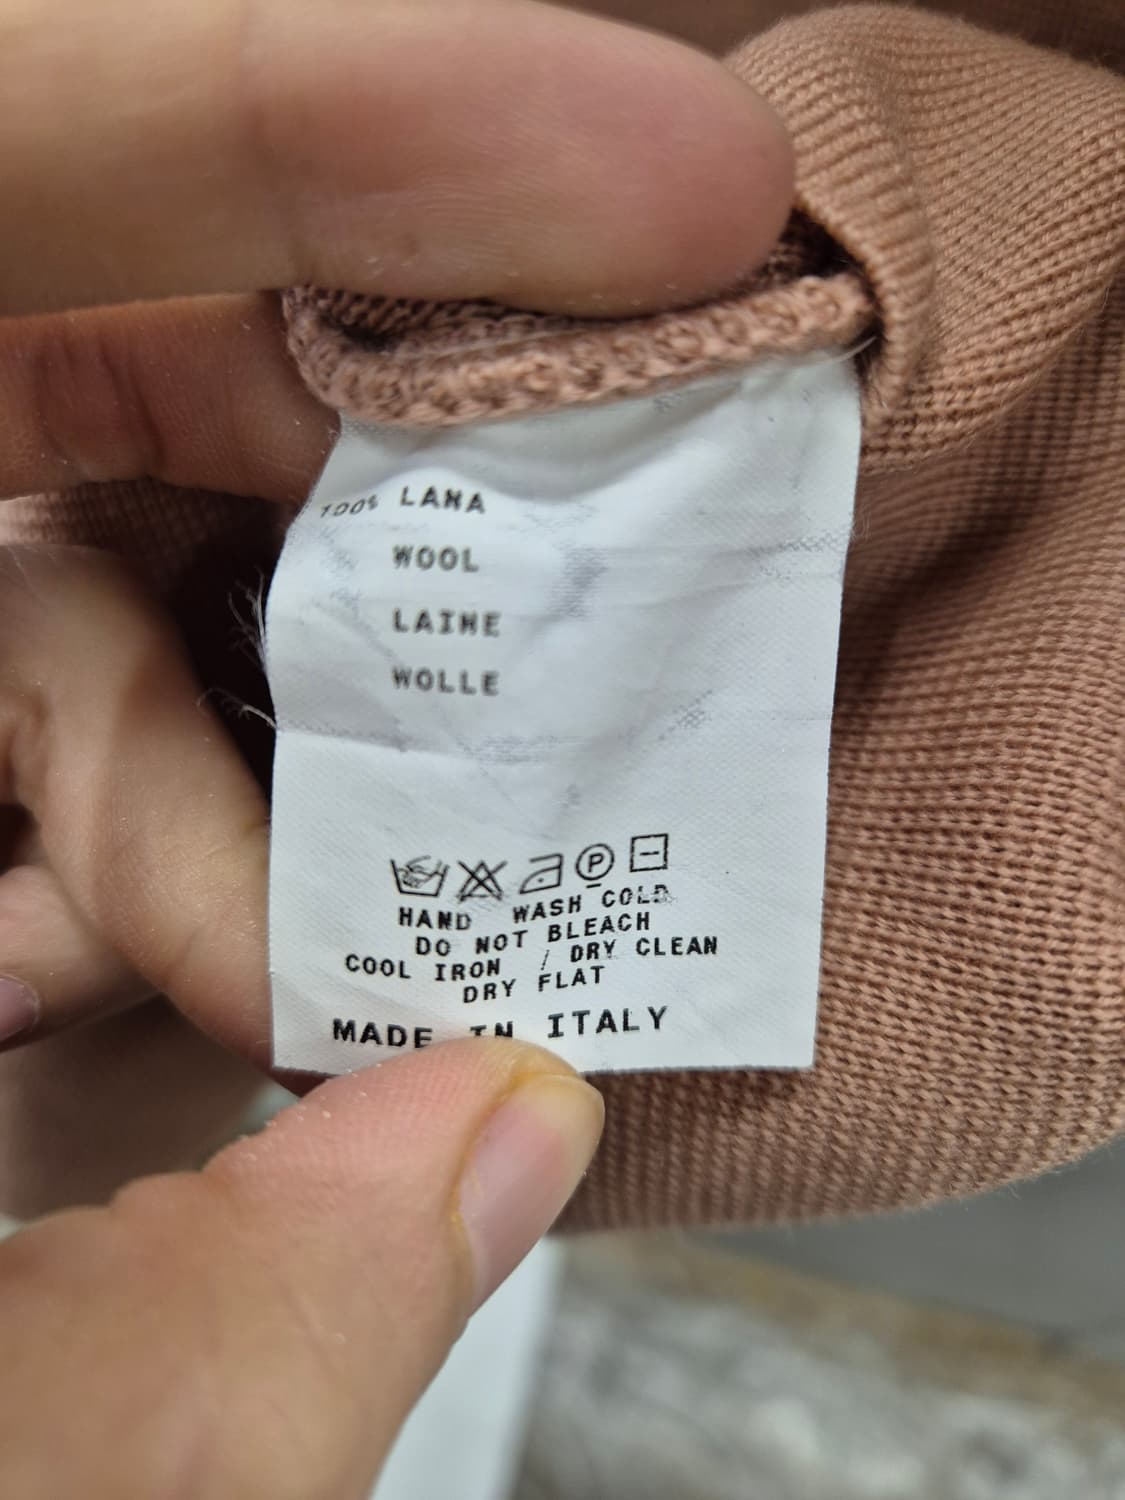 100% LANA
WOOL
LAINE
WOLLE
P
HAND WASH COLD
DO NOT BLEACH
COOL IRON / DRY CLEAN
DRY FLAT
MADE IN ITALY